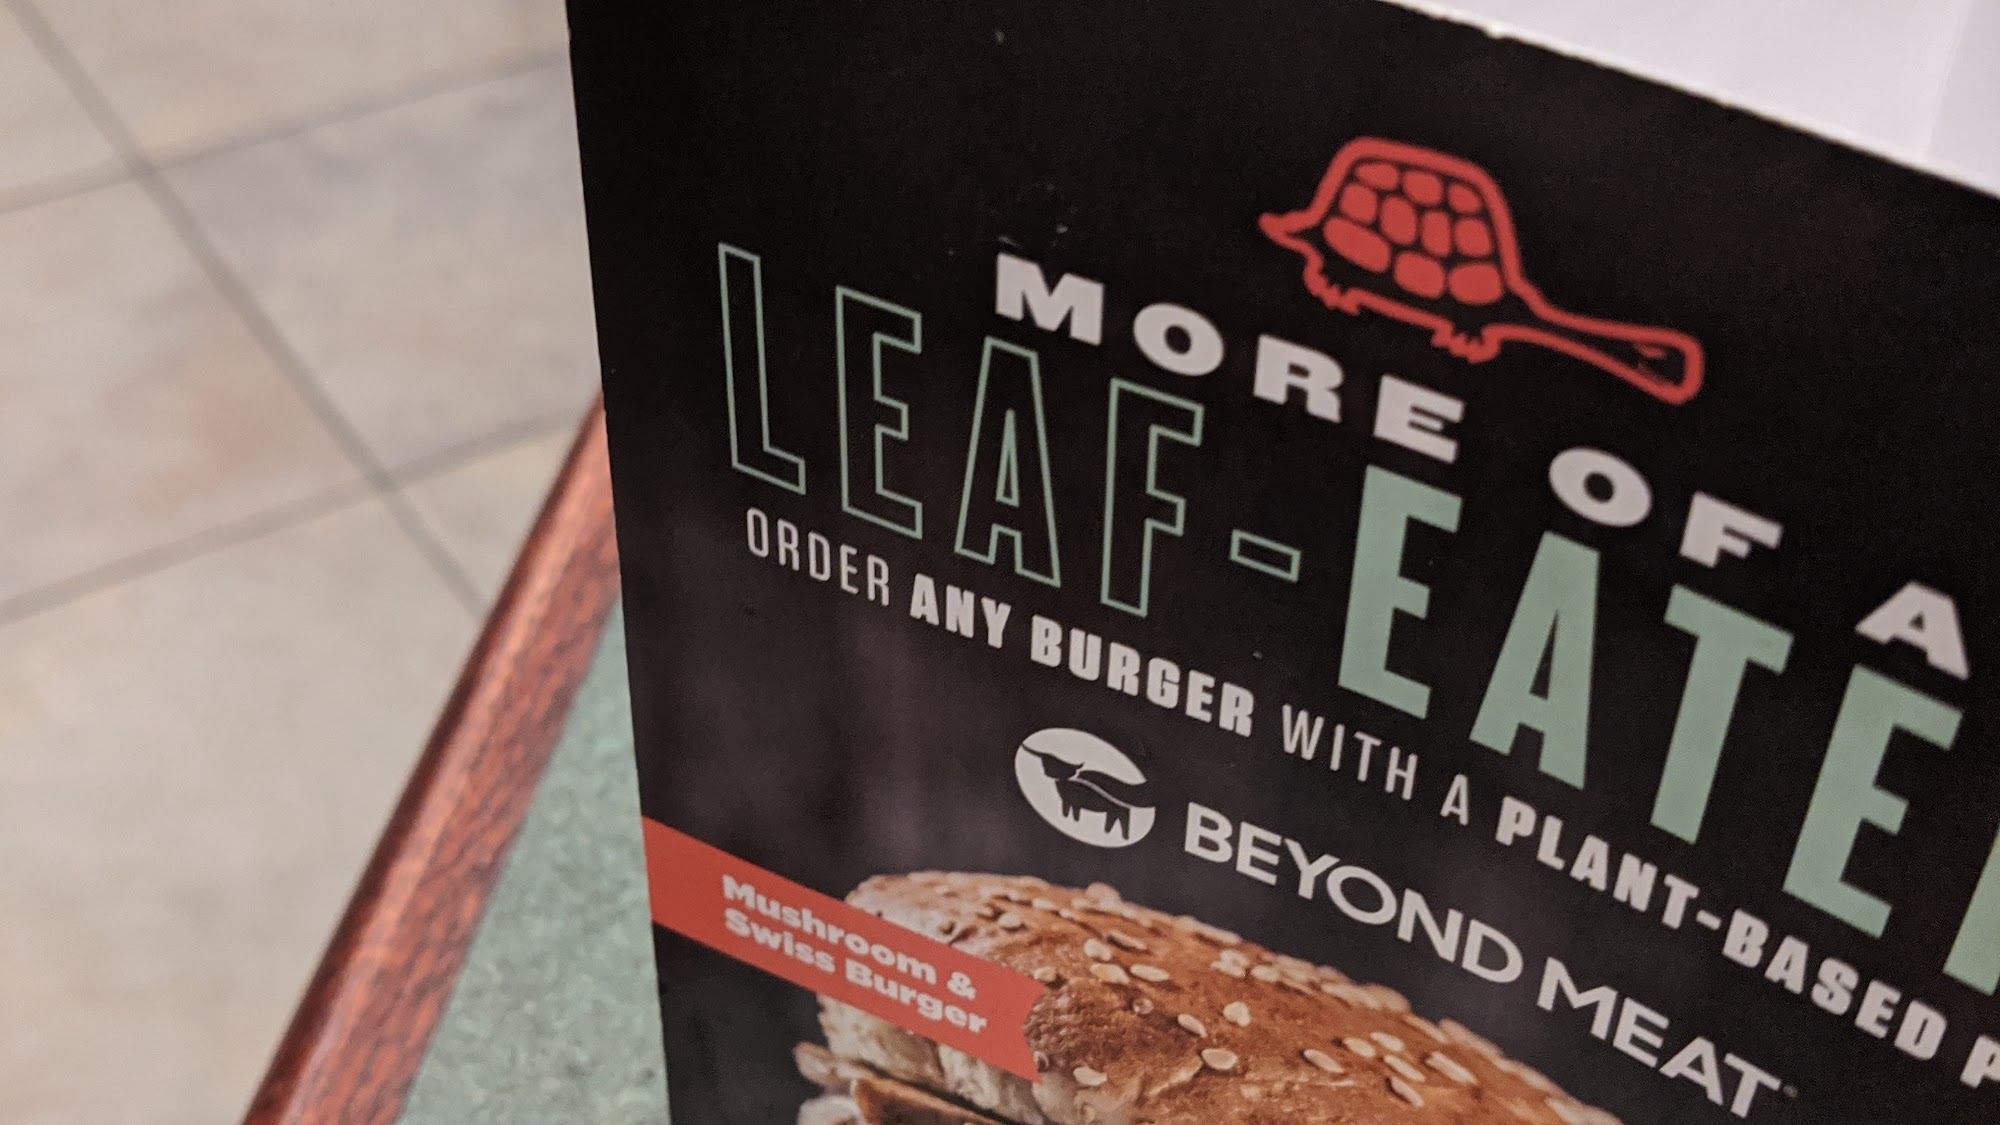 MORE OF A
LEAF-EATE
ORDER ANY BURGER WITH A PLANT-BASED P
BEYOND MEAT
Mushroom &
Swiss Burger